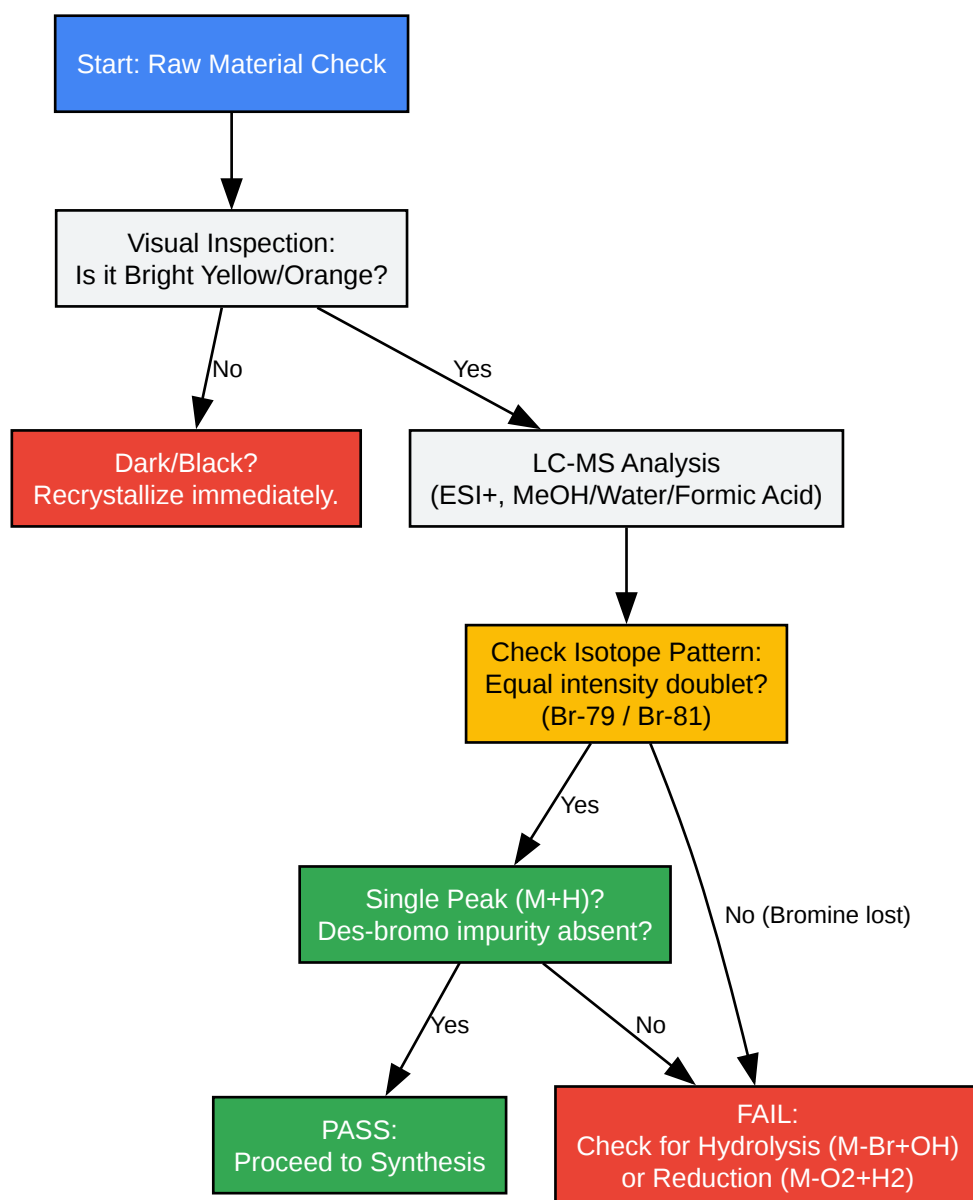 Start: Raw Material Check
Visual Inspection:
Is it Bright Yellow/Orange?
No
Yes
Dark/Black?
Recrystallize immediately.
LC-MS Analysis
(ESI+, MeOH/Water/Formic Acid)
Check Isotope Pattern:
Equal intensity doublet?
(Br-79 / Br-81)
Yes
No (Bromine lost)
Single Peak (M+H)?
Des-bromo impurity absent?
Yes
No
PASS:
Proceed to Synthesis
FAIL:
Check for Hydrolysis (M-Br+OH)
or Reduction (M-O2+H2)